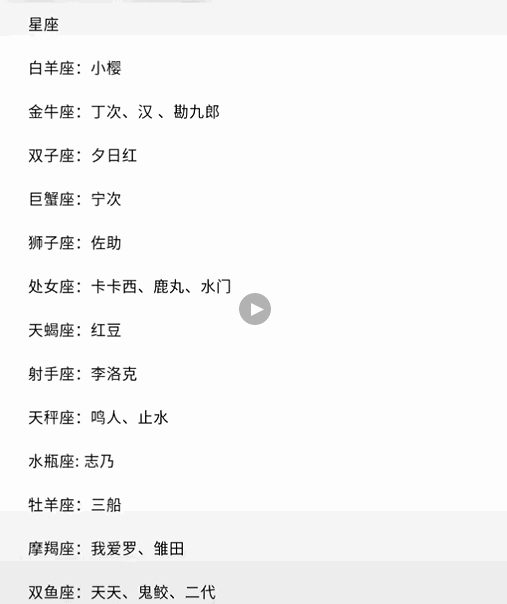 星座
白羊座：小樱
金牛座：丁次、汉 、勘九郎
双子座：夕日红
巨蟹座：宁次
狮子座：佐助
处女座：卡卡西、鹿丸、水门
天蝎座：红豆
射手座：李洛克
天秤座：鸣人、止水
水瓶座: 志乃
牡羊座：三船
摩羯座：我爱罗、雏田
双鱼座：天天、鬼鲛、二代